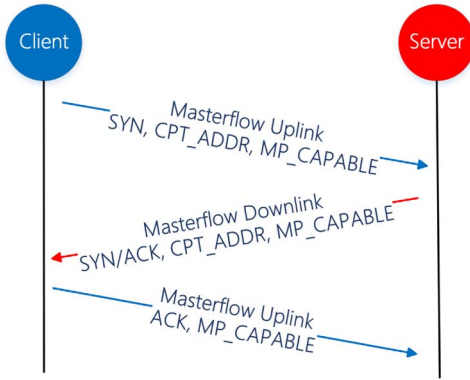 Client
Server
Masterflow Uplink
SYN, CPT_ADDR, MP_CAPABLE
Masterflow Downlink
SYN/ACK, CPT_ADDR, MP_CAPABLE
Masterflow Uplink
ACK, MP_CAPABLE